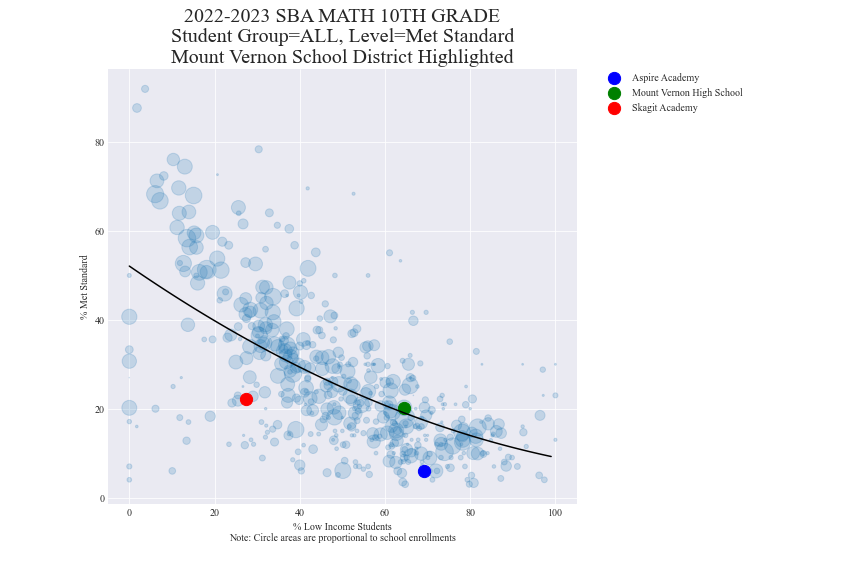 2022-2023 SBA MATH 10TH GRADE
Student Group=ALL, Level=Met Standard
Mount Vernon School District Highlighted
Aspire Academy
Mount Vernon High School
Skagit Academy
% Met Standard
80
60
40
20
0
0 20 40 60 80 100
% Low Income Students
Note: Circle areas are proportional to school enrollments